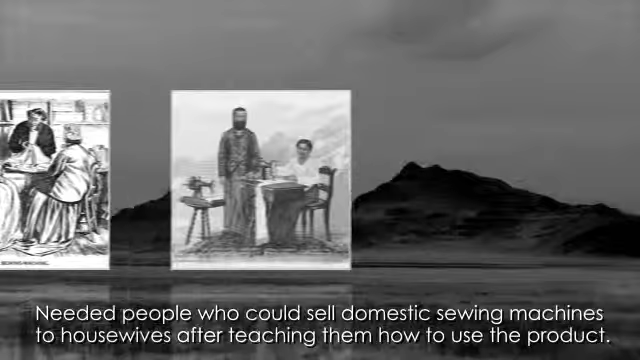 Needed people who could sell domestic sewing machines
to housewives after teaching them how to use the product.